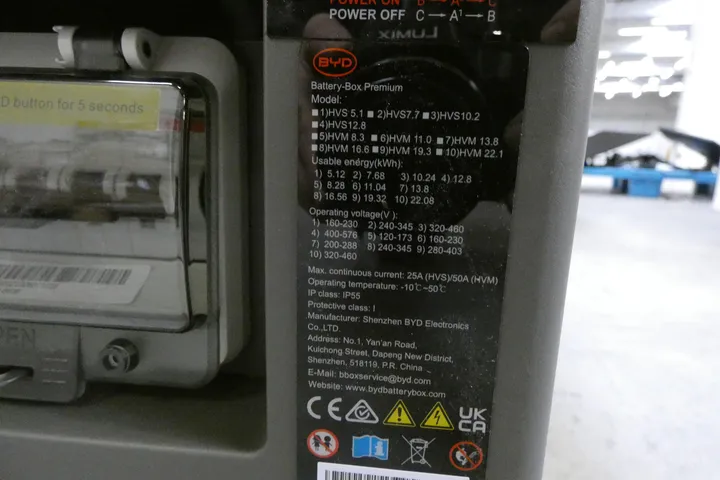 POWER ON B → A → C
POWER OFF C → A¹ → B
LUMIX
BYD
Battery-Box Premium
Model:
■1)HVS 5.1 ■ 2)HVS7.7 ■3)HVS10.2
■4)HVS12.8
■5)HVM 8.3 ■ 6)HVM 11.0 ■ 7)HVM 13.8
■8)HVM 16.6 ■9)HVM 19.3 ■ 10)HVM 22.1
Usable energy(kWh):
1) 5.12 2) 7.68 3) 10.24 4) 12.8
5) 8.28 6) 11.04 7) 13.8
8) 16.56 9) 19.32 10) 22.08
Operating voltage(V ):
1) 160-230 2) 240-345 3) 320-460
4) 400-576 5) 120-173 6) 160-230
7) 200-288 8) 240-345 9) 280-403
10) 320-460
Max. continuous current: 25A (HVS)/50A (HVM)
Operating temperature: -10℃~50℃
IP class: IP55
Protective class: I
Manufacturer: Shenzhen BYD Electronics
Co.,LTD.
Address: No.1, Yan'an Road,
Kuichong Street, Dapeng New District,
Shenzhen, 518119, P.R. China
E-Mail: bboxservice@byd.com
Website: www.bydbatterybox.com
CE
UK
CA
D button for 5 seconds
OPEN